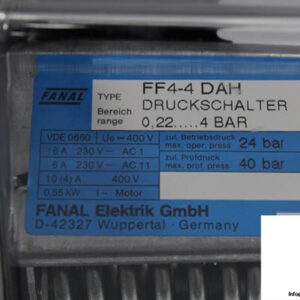 FANAL
TYPE FF4-4 DAH
DRUCKSCHALTER
Bereich range 0,22.....4 BAR
VDE 0660 Ue ~ 400 V
16 A 230 V ~ AC 1
6 A 230 V ~ AC 11
10 (4) A 400 V
0,55 kW 1~ Motor
zul. Betriebsdruck
max. oper. press 24 bar
zul. Prüfdruck
max. prot. press 40 bar
FANAL Elektrik GmbH
D-42327 Wuppertal · Germany